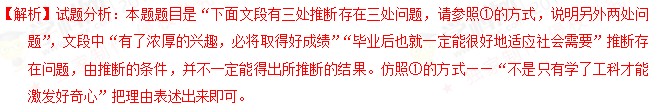 【解析】试题分析：本题题目是“下面文段有三处推断存在三处问题，请参照①的方式，说明另外两处问
题”，文段中“有了浓厚的兴趣，必将取得好成绩”“毕业后也就一定能很好地适应社会需要”推断存
在问题，由推断的条件，并不一定能得出所推断的结果。仿照①的方式——“不是只有学了工科才能
激发好奇心”把理由表述出来即可。